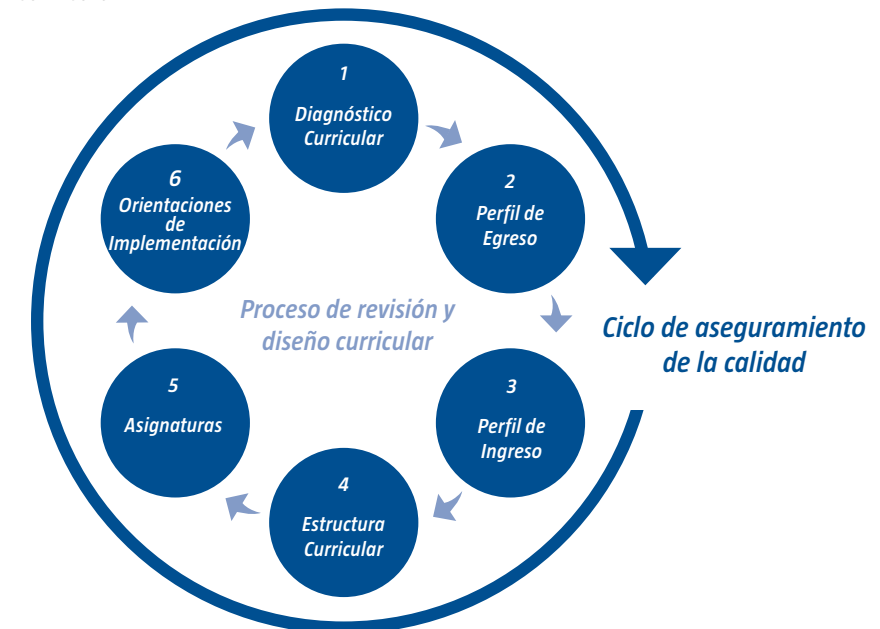 1
Diagnóstico
Curricular
2
Perfil de
Egreso
3
Perfil de
Ingreso
4
Estructura
Curricular
5
Asignaturas
6
Orientaciones
de
Implementación
Proceso de revisión y
diseño curricular
Ciclo de aseguramiento
de la calidad